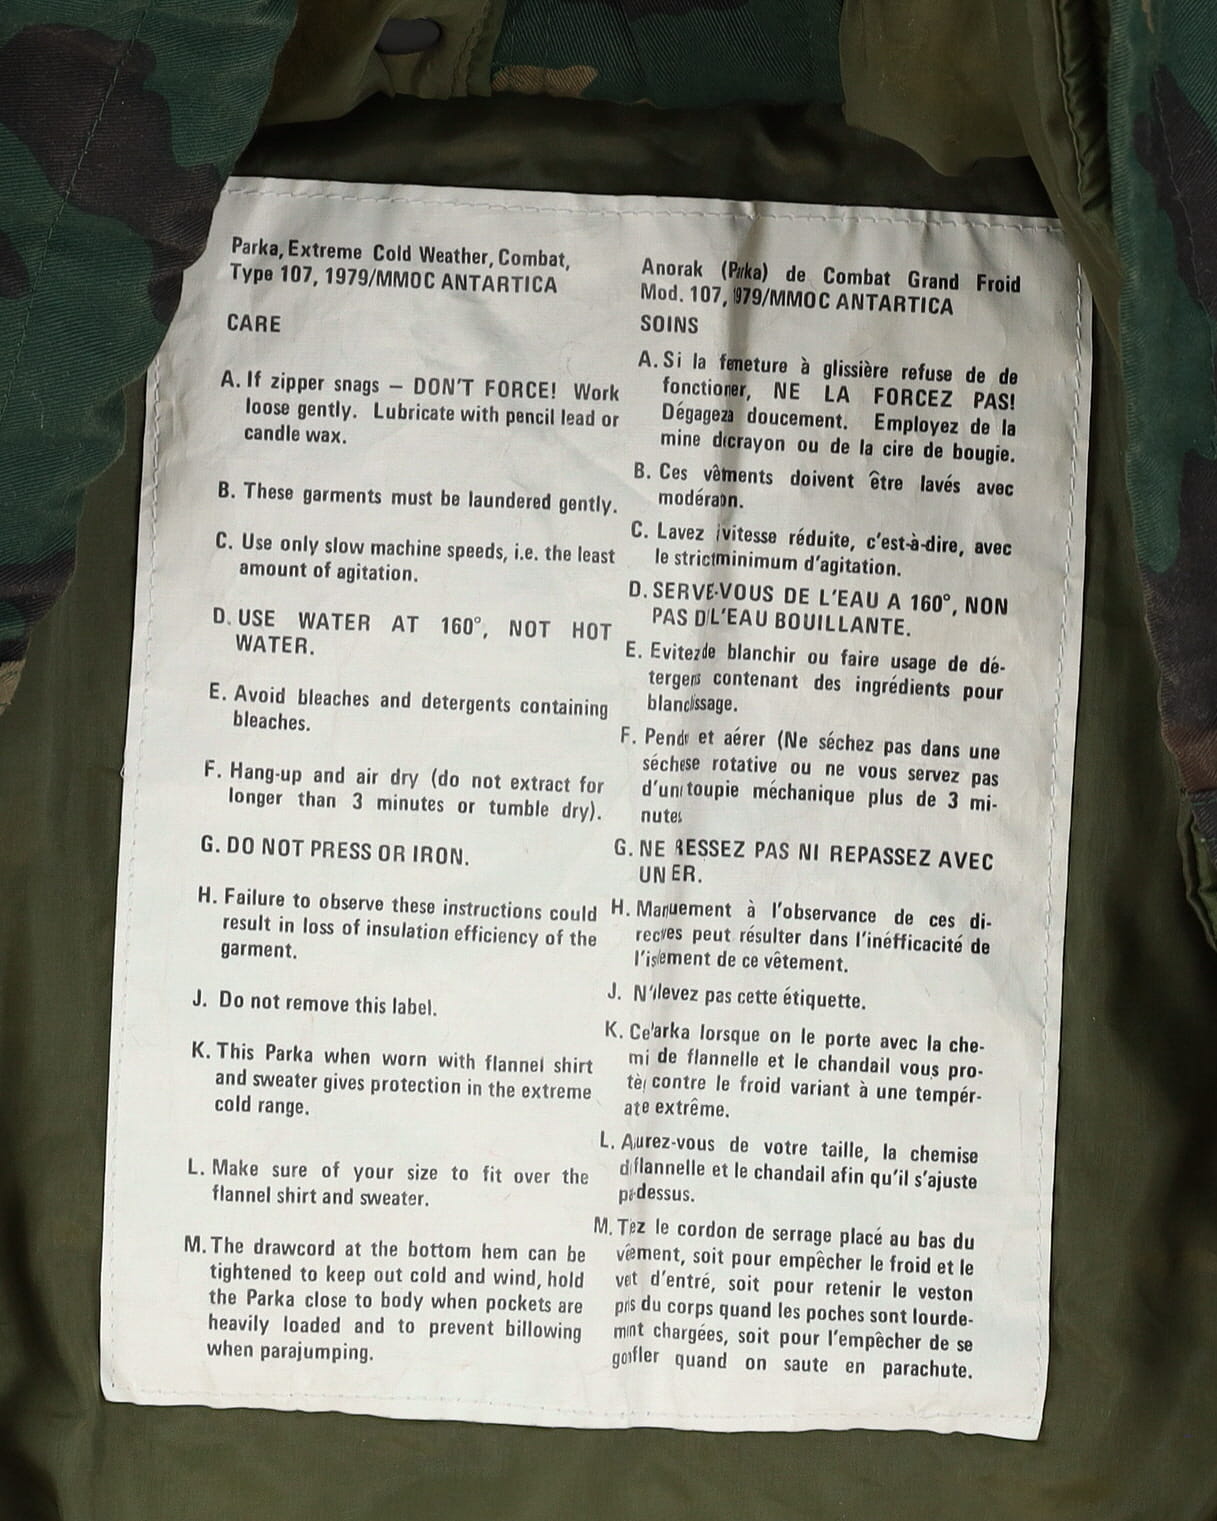 Parka, Extreme Cold Weather, Combat,
Type 107, 1979/MMOC ANTARTICA
CARE
A. If zipper snags – DON'T FORCE! Work
loose gently. Lubricate with pencil lead or
candle wax.
B. These garments must be laundered gently.
C. Use only slow machine speeds, i.e. the least
amount of agitation.
D. USE WATER AT 160°, NOT HOT
WATER.
E. Avoid bleaches and detergents containing
bleaches.
F. Hang-up and air dry (do not extract for
longer than 3 minutes or tumble dry).
G. DO NOT PRESS OR IRON.
H. Failure to observe these instructions could
result in loss of insulation efficiency of the
garment.
J. Do not remove this label.
K. This Parka when worn with flannel shirt
and sweater gives protection in the extreme
cold range.
L. Make sure of your size to fit over the
flannel shirt and sweater.
M. The drawcord at the bottom hem can be
tightened to keep out cold and wind, hold
the Parka close to body when pockets are
heavily loaded and to prevent billowing
when parajumping.
Anorak (Parka) de Combat Grand Froid
Mod. 107, 1979/MMOC ANTARTICA
SOINS
A. Si la à glissière refuse de de
NE LA FORCEZ PAS!
doucement. Employez de la
mine ou de la cire de bougie.
B. Ces doivent être lavés avec
C. Lavez vitesse réduite, c'est-à-dire, avec
le strict minimum d'agitation.
D. DE L'EAU A 160°, NON
PAS L'EAU BOUILLANTE.
E. Evitez de blanchir ou faire usage de dé-
contenant des ingrédients pour
F. et aérer (Ne séchez pas dans une
rotative ou ne vous servez pas
toupie méchanique plus de 3 mi-
G. NE PAS NI REPASSEZ AVEC
UN
H. à l'observance de ces di-
peut résulter dans l'inéfficacité de
de ce vêtement.
J. pas cette étiquette.
K. lorsque on le porte avec la che-
de flannelle et le chandail vous pro-
contre le froid variant à une tempér-
extrême.
L. de votre taille, la chemise
flannelle et le chandail afin qu'il s'ajuste
M. le cordon de serrage placé au bas du
soit pour empêcher le froid et le
d'entré, soit pour retenir le veston
du corps quand les poches sont lourde-
chargées, soit pour l'empêcher de se
quand on saute en parachute.